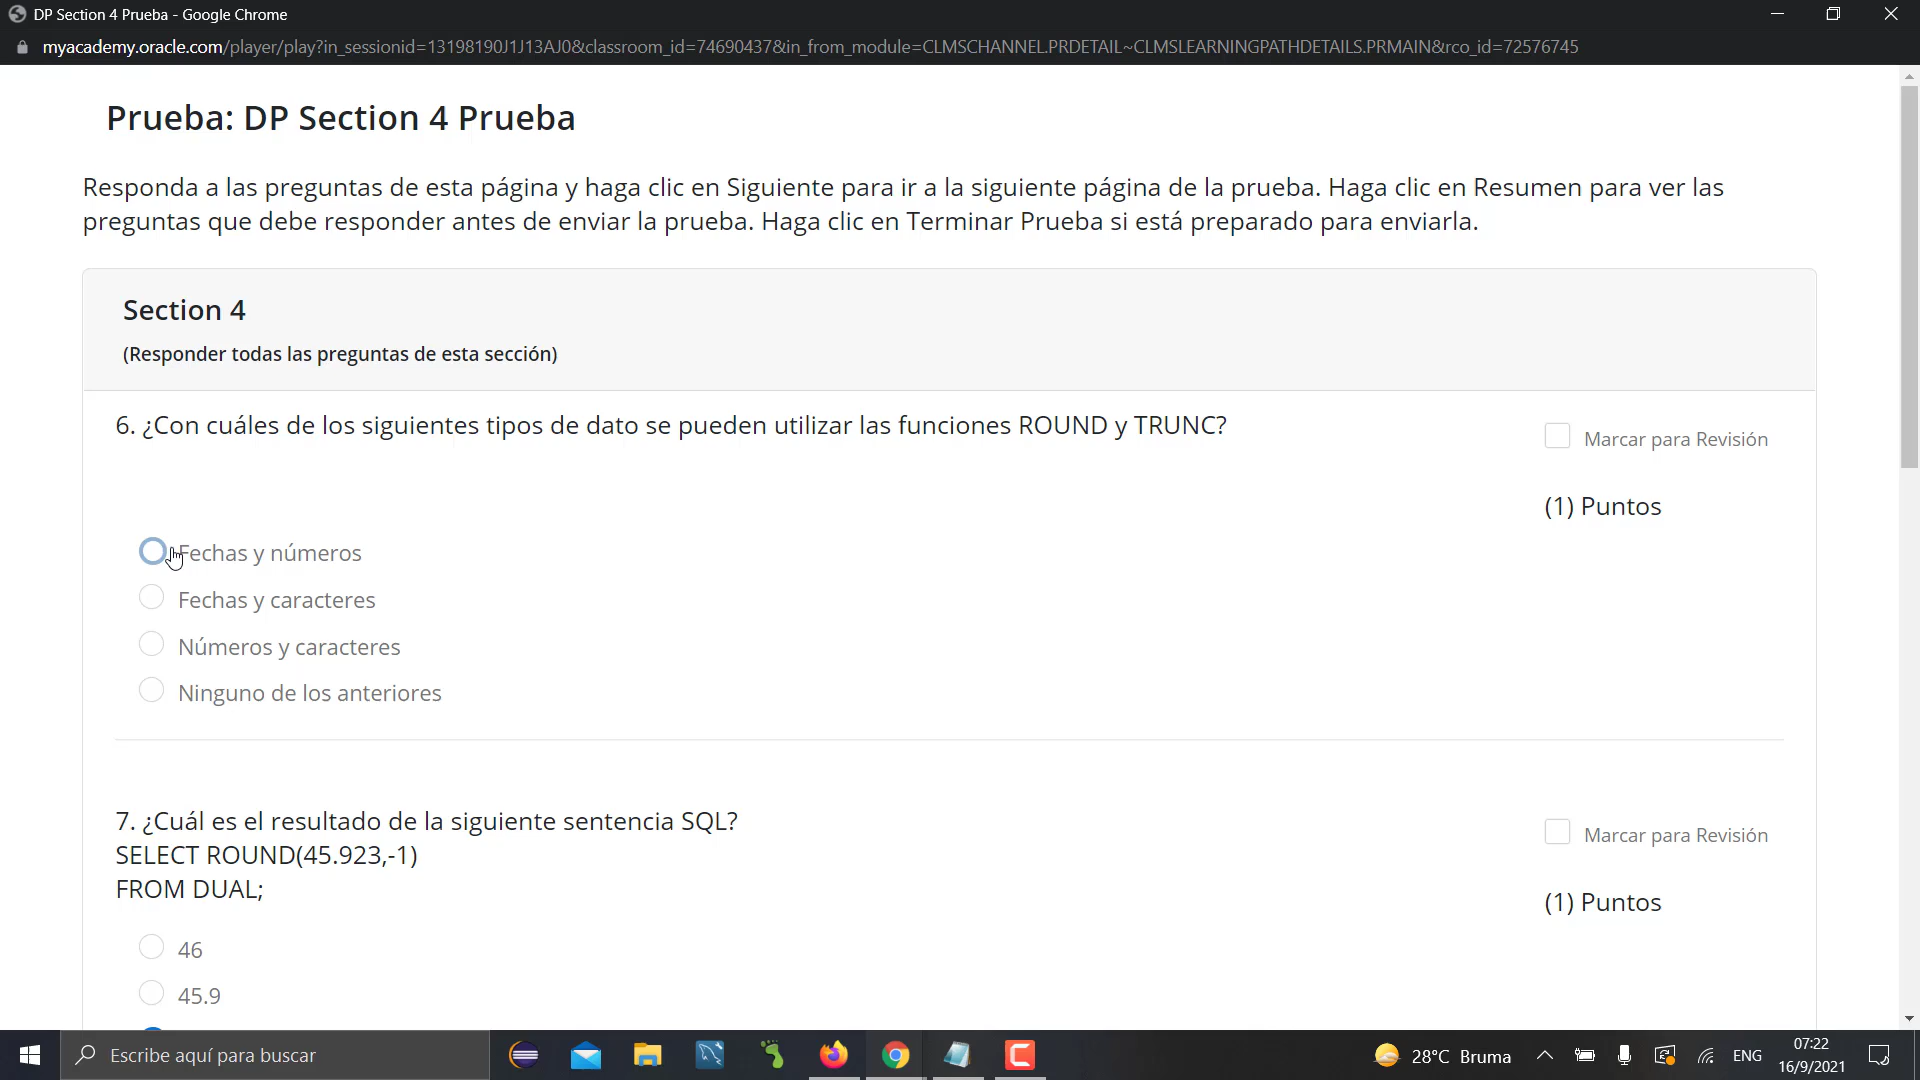 DP Section 4 Prueba - Google Chrome
myacademy.oracle.com/player/play?in_sessionid=13198190J1J13AJ0&classroom_id=74690437&in_from_module=CLMSCHANNEL.PRDETAIL~CLMSLEARNINGPATHDETAILS.PRMAIN&rco_id=72576745
Prueba: DP Section 4 Prueba
Responda a las preguntas de esta página y haga clic en Siguiente para ir a la siguiente página de la prueba. Haga clic en Resumen para ver las
preguntas que debe responder antes de enviar la prueba. Haga clic en Terminar Prueba si está preparado para enviarla.
Section 4
(Responder todas las preguntas de esta sección)
6. ¿Con cuáles de los siguientes tipos de dato se pueden utilizar las funciones ROUND y TRUNC?
Marcar para Revisión
(1) Puntos
Fechas y números
Fechas y caracteres
Números y caracteres
Ninguno de los anteriores
7. ¿Cuál es el resultado de la siguiente sentencia SQL?
SELECT ROUND(45.923,-1)
FROM DUAL;
Marcar para Revisión
(1) Puntos
46
45.9
Escribe aquí para buscar
28°C Bruma
ENG
07:22
16/9/2021